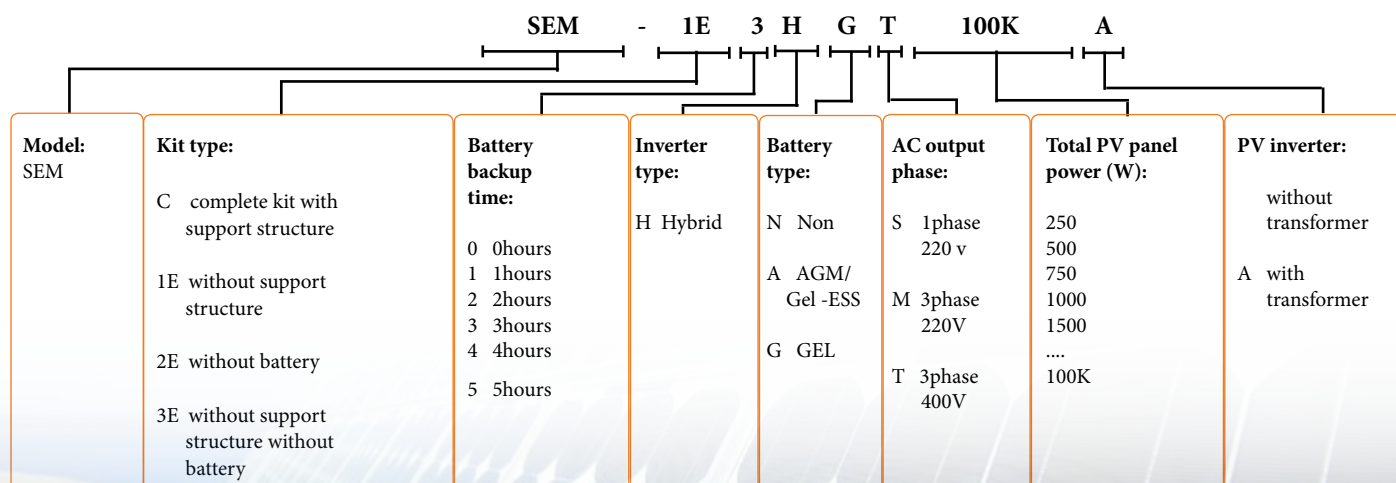 SEM - 1E 3 H G T 100K A
Model:
SEM
Kit type:
C complete kit with
support structure
1E without support
structure
2E without battery
3E without support
structure without
battery
Battery
backup
time:
0 0hours
1 1hours
2 2hours
3 3hours
4 4hours
5 5hours
Inverter
type:
H Hybrid
Battery
type:
N Non
A AGM/
Gel -ESS
G GEL
AC output
phase:
S 1phase
220 v
M 3phase
220V
T 3phase
400V
Total PV panel
power (W):
250
500
750
1000
1500
....
100K
PV inverter:
without
transformer
A with
transformer